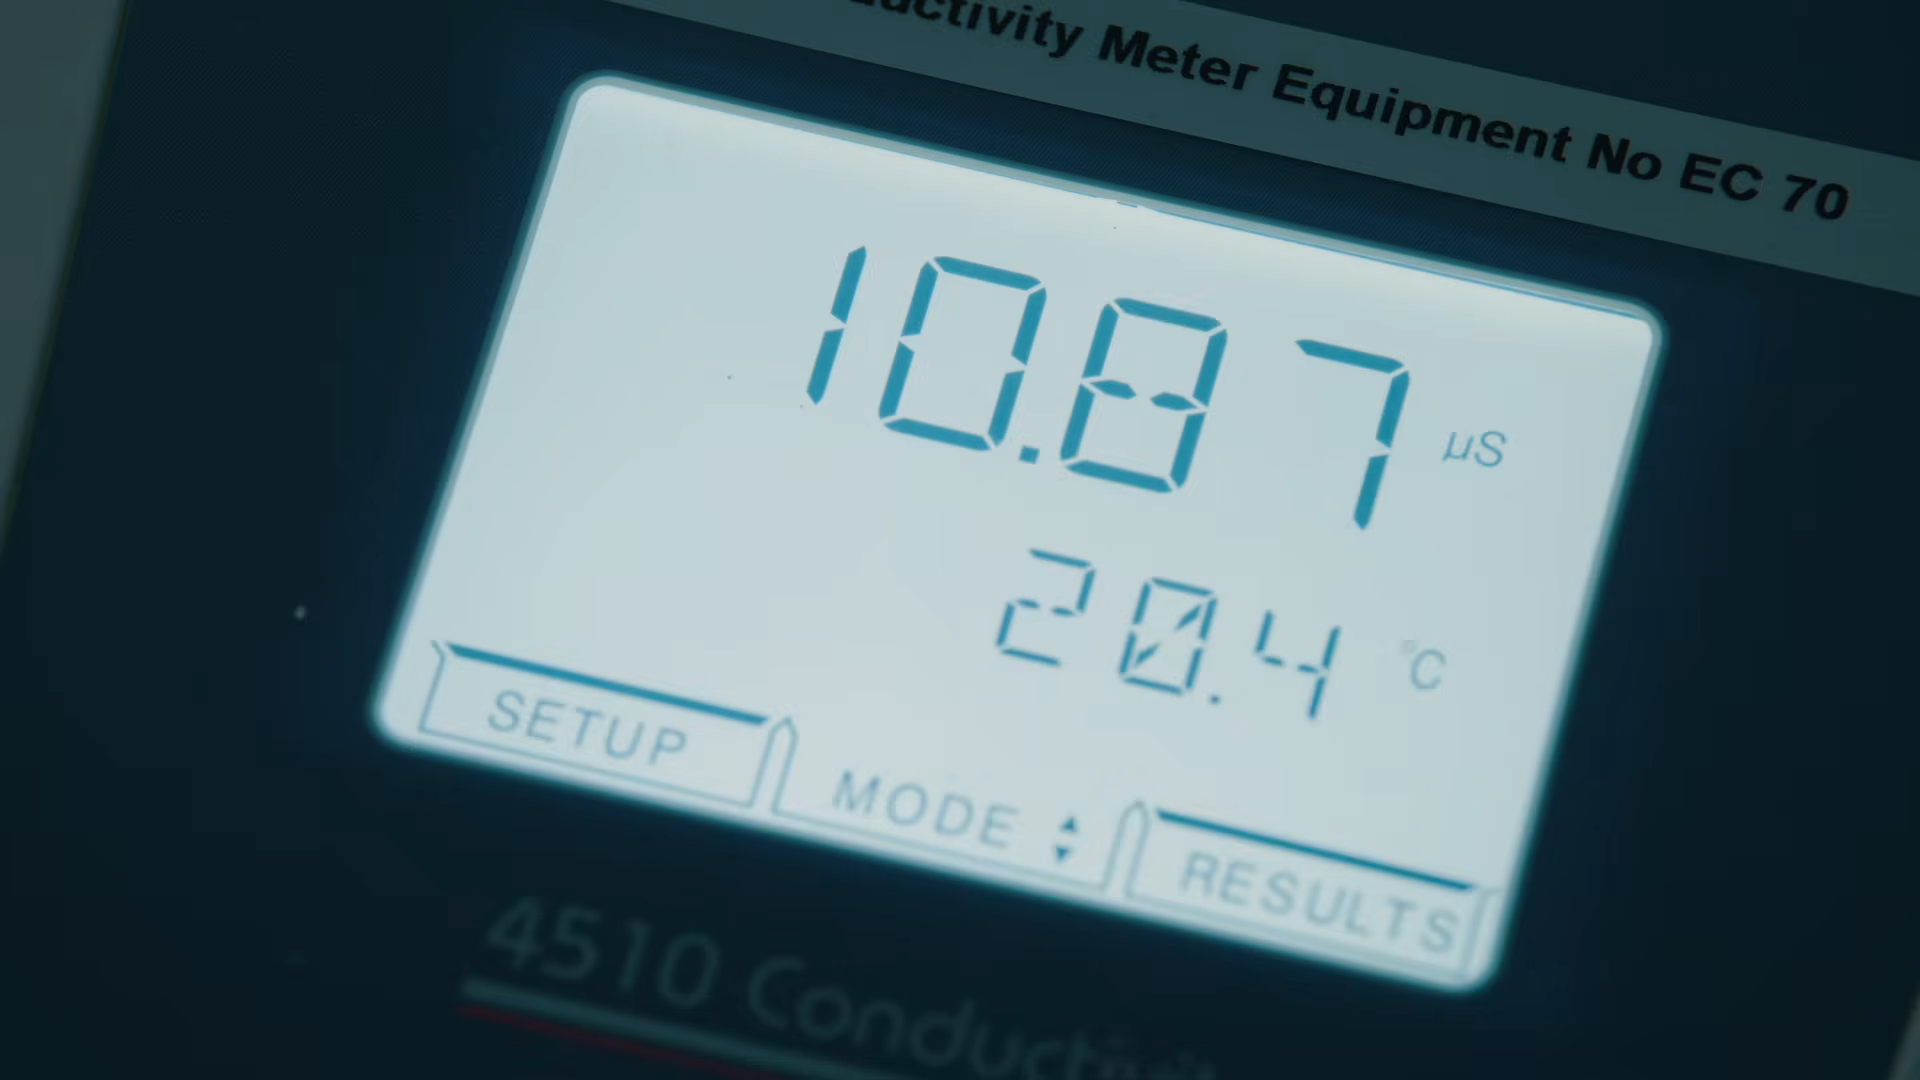 Meter Equipment No EC 70
10.87 µS
20.4 °C
SETUP MODE RESULTS
4510